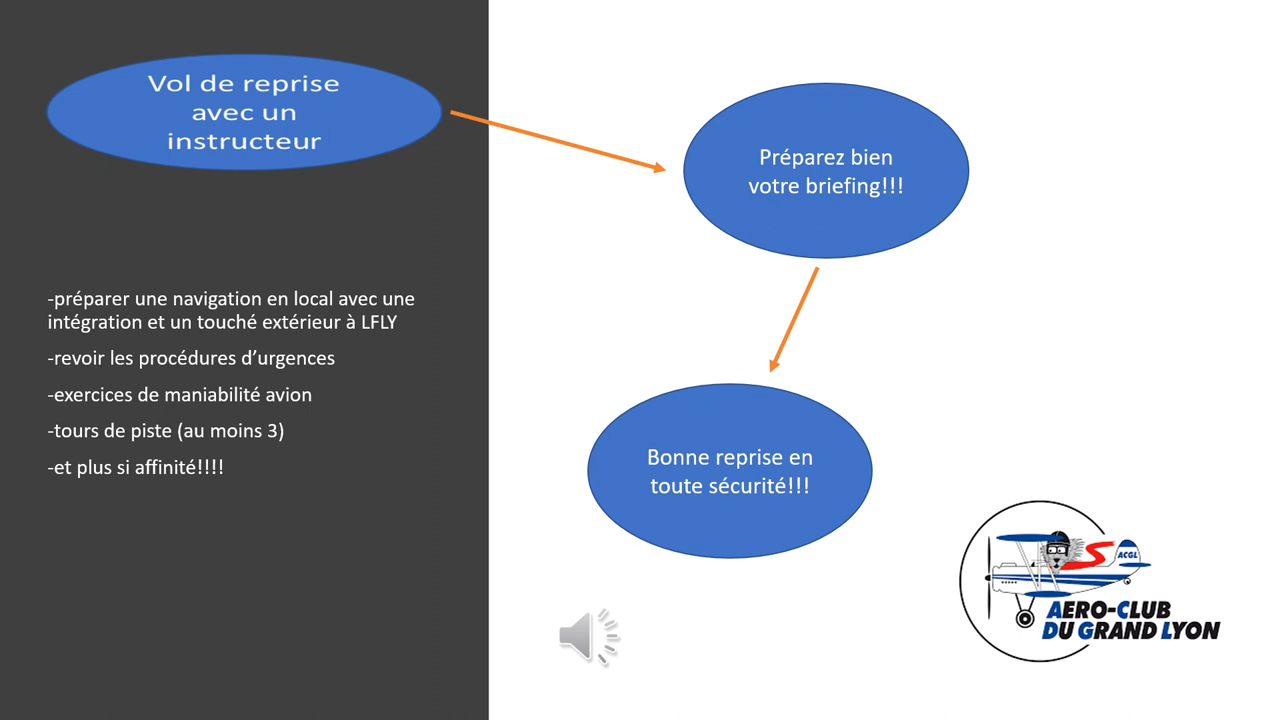 Vol de reprise
avec un
instructeur
-préparer une navigation en local avec une
intégration et un touché extérieur à LFLY
-revoir les procédures d’urgences
-exercices de maniabilité avion
-tours de piste (au moins 3)
-et plus si affinité!!!!
Préparez bien
votre briefing!!!
Bonne reprise en
toute sécurité!!!
ACGL
AERO-CLUB
DU GRAND LYON